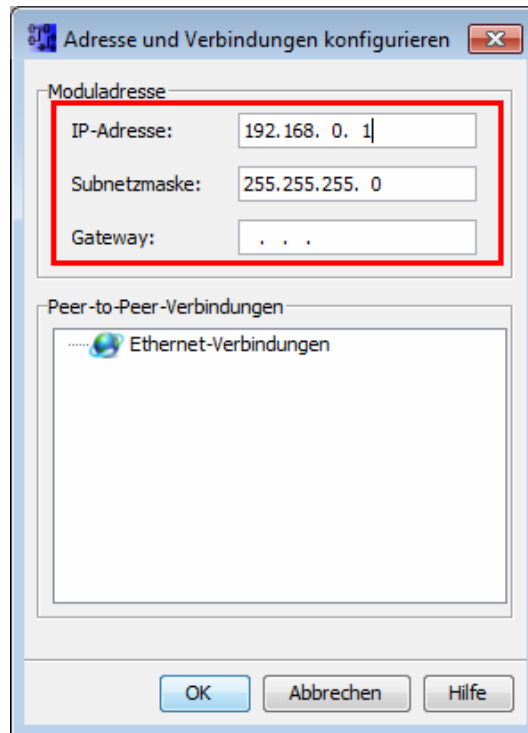 Adresse und Verbindungen konfigurieren
Moduladresse
IP-Adresse: 192.168. 0. 1
Subnetzmaske: 255.255.255. 0
Gateway: . . .
Peer-to-Peer-Verbindungen
Ethernet-Verbindungen
OK Abbrechen Hilfe